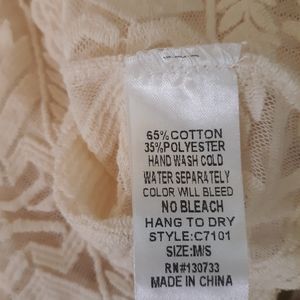 65% COTTON
35% POLYESTER
HAND WASH COLD
WATER SEPARATELY
COLOR WILL BLEED
NO BLEACH
HANG TO DRY
STYLE: C7101
SIZE: M/S
RN#130733
MADE IN CHINA